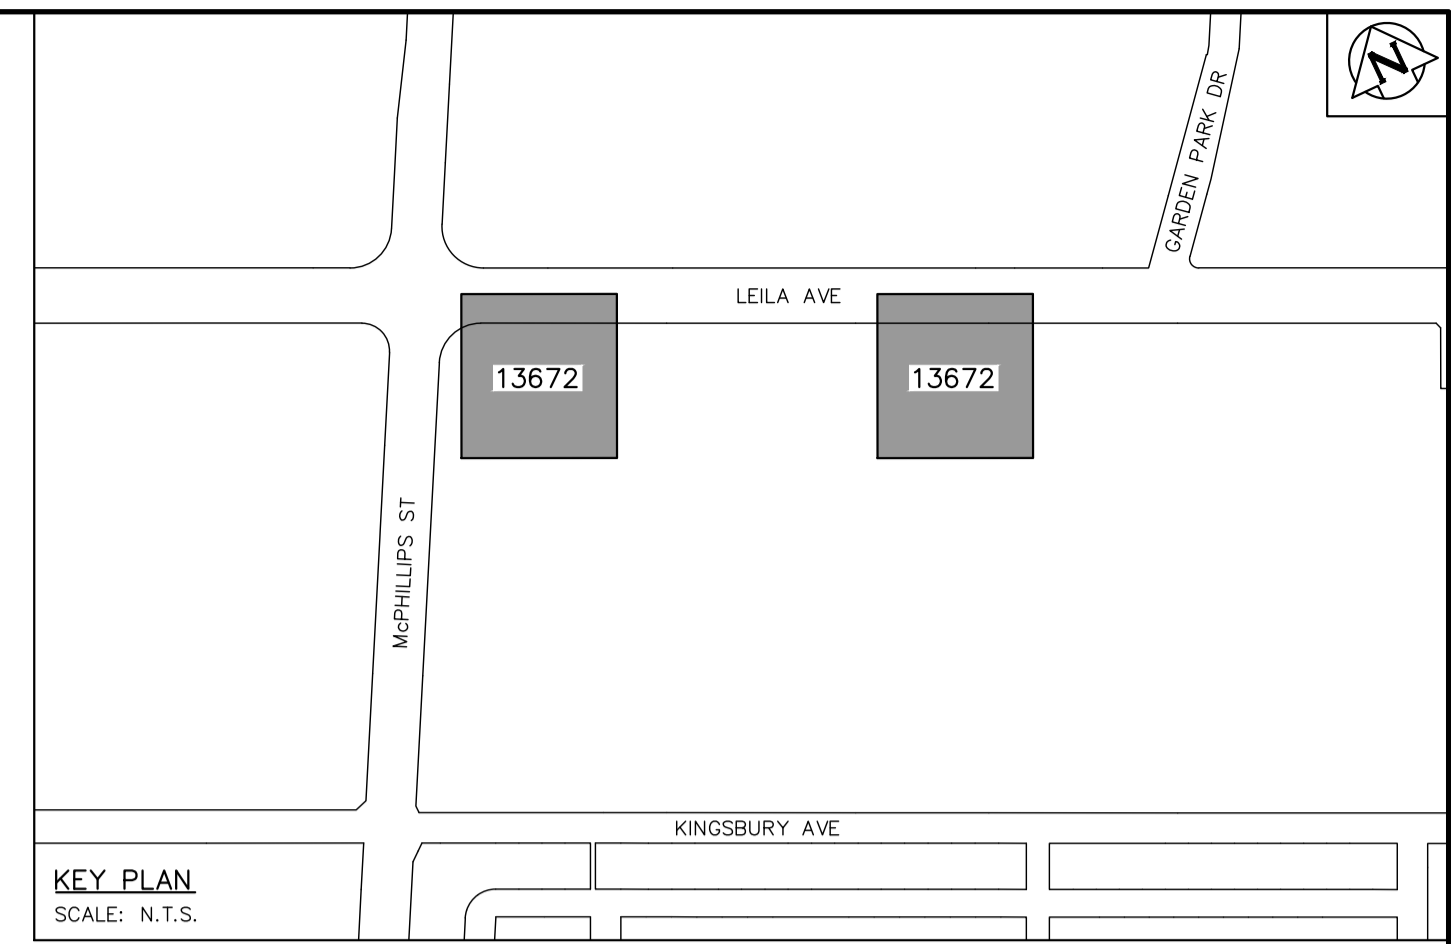 N
GARDEN PARK DR
LEILA AVE
13672
13672
McPHILLIPS ST
KINGSBURY AVE
KEY PLAN
SCALE: N.T.S.